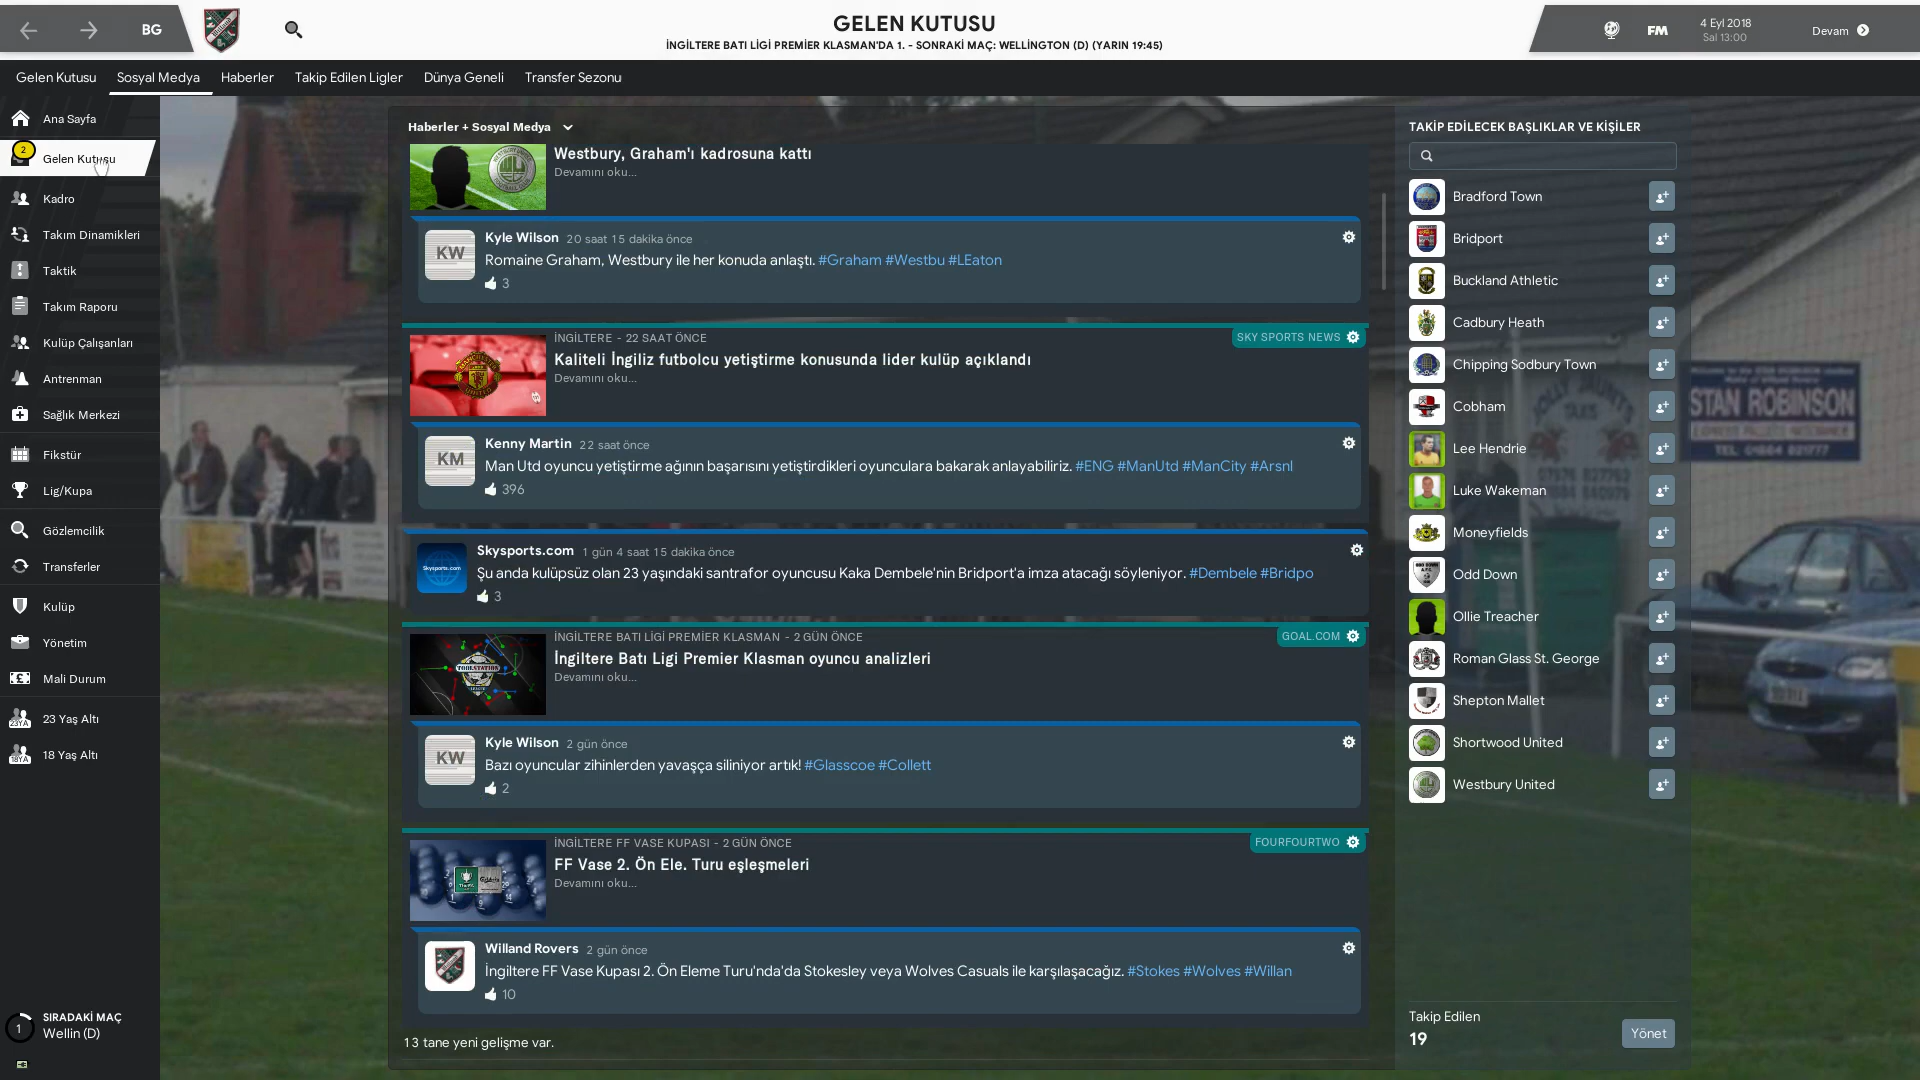 BG
GELEN KUTUSU
İNGİLTERE BATI LİGİ PREMİER KLASMAN'DA 1. - SONRAKİ MAÇ: WELLİNGTON (D) (YARIN 19:45)
FM
4 Eyl 2018
Sal 13:00
Devam
Gelen Kutusu
Sosyal Medya
Haberler
Takip Edilen Ligler
Dünya Geneli
Transfer Sezonu
Ana Sayfa
2
Gelen Kutusu
Kadro
Takım Dinamikleri
Taktik
Takım Raporu
Kulüp Çalışanları
Antrenman
Sağlık Merkezi
Fikstür
Lig/Kupa
Gözlemcilik
Transferler
Kulüp
Yönetim
Mali Durum
23YA
23 Yaş Altı
18YA
18 Yaş Altı
1
SIRADAKİ MAÇ
Wellin (D)
Haberler + Sosyal Medya
Westbury, Graham'ı kadrosuna kattı
Devamını oku...
KW
Kyle Wilson 20 saat 15 dakika önce
Romaine Graham, Westbury ile her konuda anlaştı. #Graham #Westbu #LEaton
3
İNGİLTERE - 22 SAAT ÖNCE
SKY SPORTS NEWS
Kaliteli İngiliz futbolcu yetiştirme konusunda lider kulüp açıklandı
Devamını oku...
KM
Kenny Martin 22 saat önce
Man Utd oyuncu yetiştirme ağının başarısını yetiştirdikleri oyunculara bakarak anlayabiliriz. #ENG #ManUtd #ManCity #Arsnl
396
Skysports.com
Skysports.com 1 gün 4 saat 15 dakika önce
Şu anda kulüpsüz olan 23 yaşındaki santrafor oyuncusu Kaka Dembele'nin Bridport'a imza atacağı söyleniyor. #Dembele #Bridpo
3
İNGİLTERE BATI LİGİ PREMİER KLASMAN - 2 GÜN ÖNCE
GOAL.COM
TOOLSTATION
LEAGUE
İngiltere Batı Ligi Premier Klasman oyuncu analizleri
Devamını oku...
KW
Kyle Wilson 2 gün önce
Bazı oyuncular zihinlerden yavaşça siliniyor artık! #Glasscoe #Collett
2
İNGİLTERE FF VASE KUPASI - 2 GÜN ÖNCE
FOURFOURTWO
FF Vase 2. Ön Ele. Turu eşleşmeleri
Devamını oku...
Willand Rovers 2 gün önce
İngiltere FF Vase Kupası 2. Ön Eleme Turu'nda'da Stokesley veya Wolves Casuals ile karşılaşacağız. #Stokes #Wolves #Willan
10
13 tane yeni gelişme var.
TAKİP EDİLECEK BAŞLIKLAR VE KİŞİLER
Bradford Town
Bridport
Buckland Athletic
Cadbury Heath
Chipping Sodbury Town
Cobham
Lee Hendrie
Luke Wakeman
Moneyfields
Odd Down
Ollie Treacher
Roman Glass St. George
Shepton Mallet
Shortwood United
Westbury United
Takip Edilen
19
Yönet
STAN ROBINSON